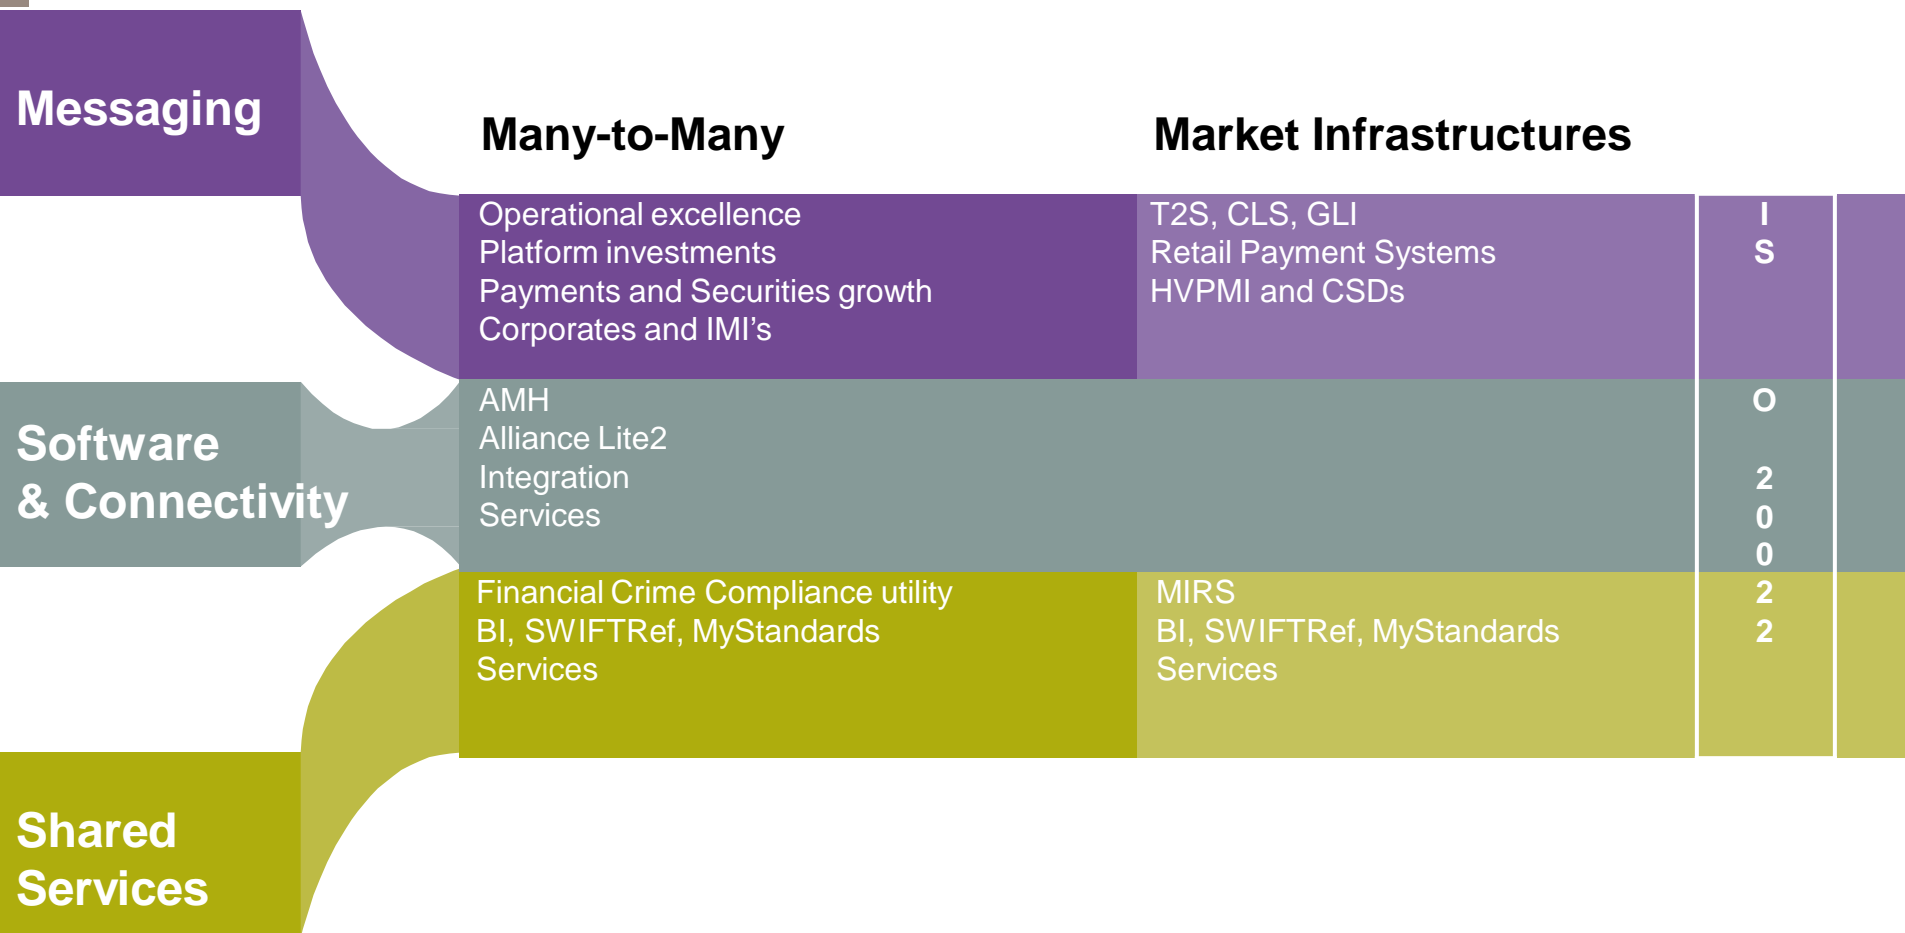 Messaging
Many-to-Many
Market Infrastructures
Operational excellence
Platform investments
Payments and Securities growth
Corporates and IMI’s
T2S, CLS, GLI
Retail Payment Systems
HVPMI and CSDs
Software
& Connectivity
AMH
Alliance Lite2
Integration
Services
Shared
Services
Financial Crime Compliance utility
BI, SWIFTRef, MyStandards
Services
MIRS
BI, SWIFTRef, MyStandards
Services
I
S
O
2
0
0
2
2